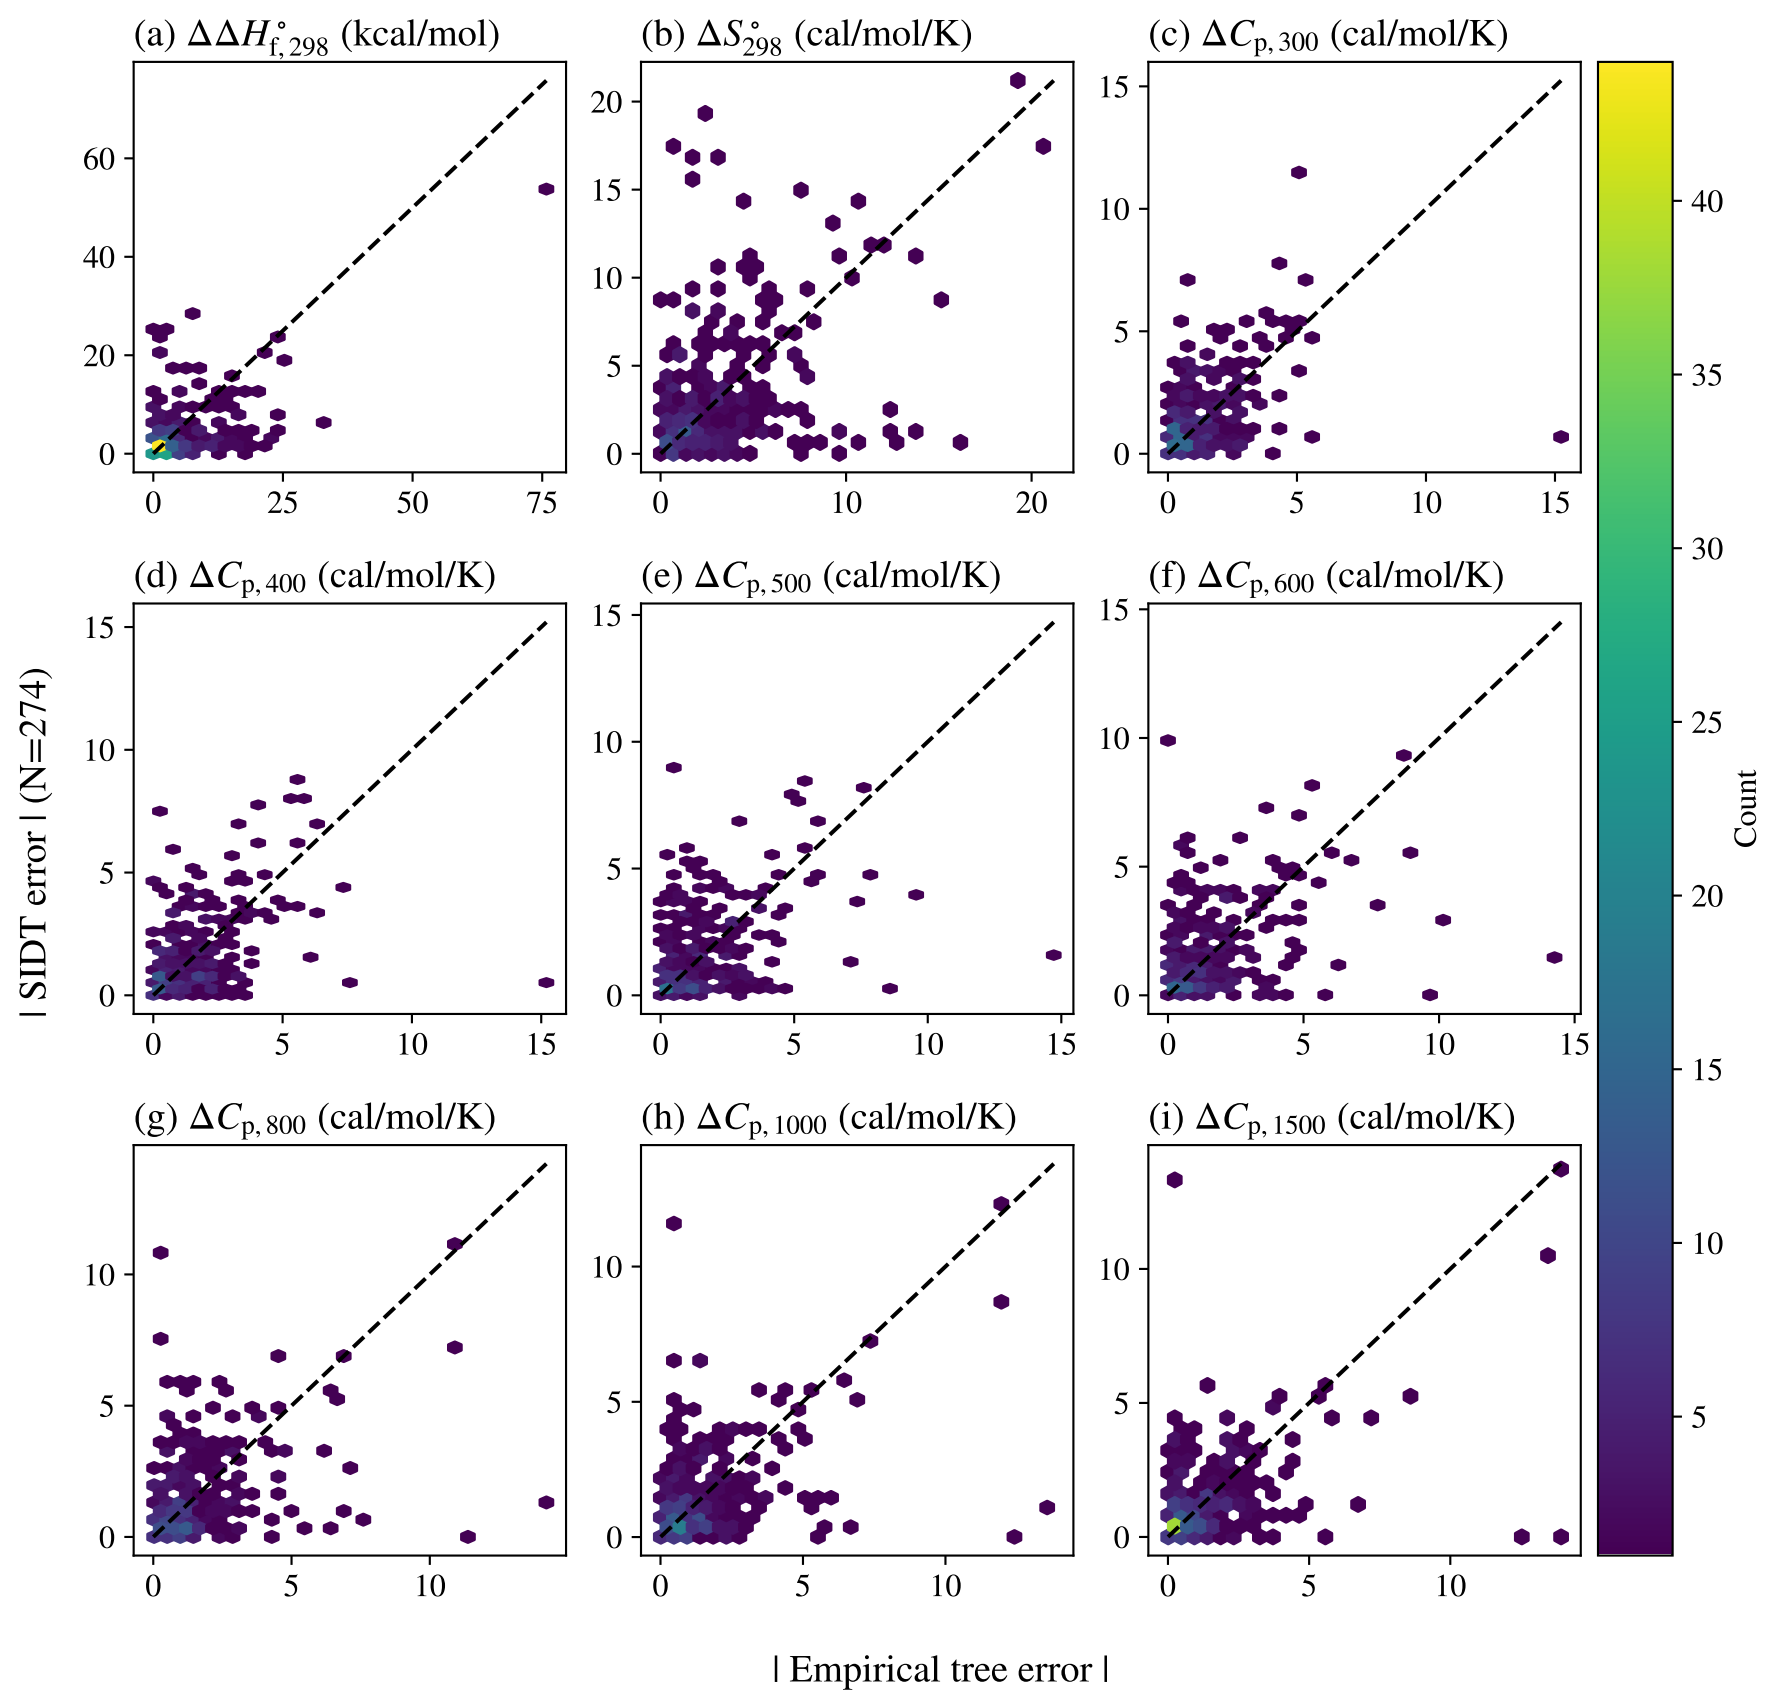 (a) ΔΔH°f,298 (kcal/mol)
(b) ΔS°298 (cal/mol/K)
(c) ΔCp,300 (cal/mol/K)
60
40
20
0
0 25 50 75
20
15
10
5
0
0 10 20
15
10
5
0
0 5 10 15
(d) ΔCp,400 (cal/mol/K)
(e) ΔCp,500 (cal/mol/K)
(f) ΔCp,600 (cal/mol/K)
15
10
5
0
0 5 10 15
15
10
5
0
0 5 10 15
15
10
5
0
0 5 10 15
(g) ΔCp,800 (cal/mol/K)
(h) ΔCp,1000 (cal/mol/K)
(i) ΔCp,1500 (cal/mol/K)
10
5
0
0 5 10
10
5
0
0 5 10
10
5
0
0 5 10
| SIDT error | (N=274)
| Empirical tree error |
40
35
30
25
20
15
10
5
Count